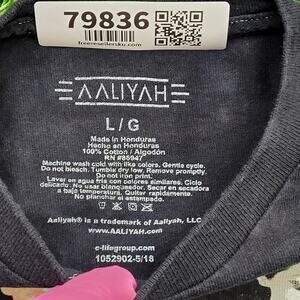 79836
freeresellersku.com
AALIYAH
L / G
Made in Honduras
Hecho en Honduras
100% Cotton / Algodón
RN #85947
Machine wash cold with like colors. Gentle cycle.
Do not bleach. Tumble dry low. Remove promptly.
Do not iron print.
Lavar en agua fria con colores similares. Ciclo
delicado. No usar blanqueador. Secar en secadora
a bajo temperatura. Quitar rapidamente.
No planchar el estampado.
Aaliyah® is a trademark of Aaliyah, LLC
www.AALIYAH.com
c-lifegroup.com
1052902-5/18